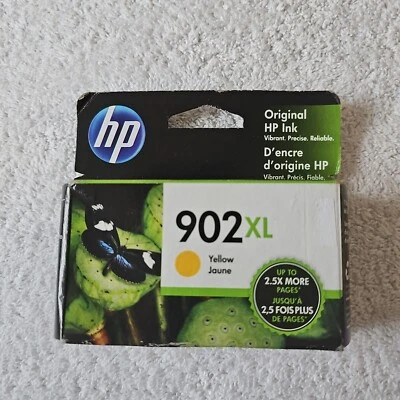 hp
Original
HP Ink
Vibrant. Precise. Reliable.
D'encre
d'origine HP
Vibrant. Précis. Fiable.
902XL
Yellow
Jaune
UP TO
2.5X MORE
PAGES*
JUSQU'À
2,5 FOIS PLUS
DE PAGES*